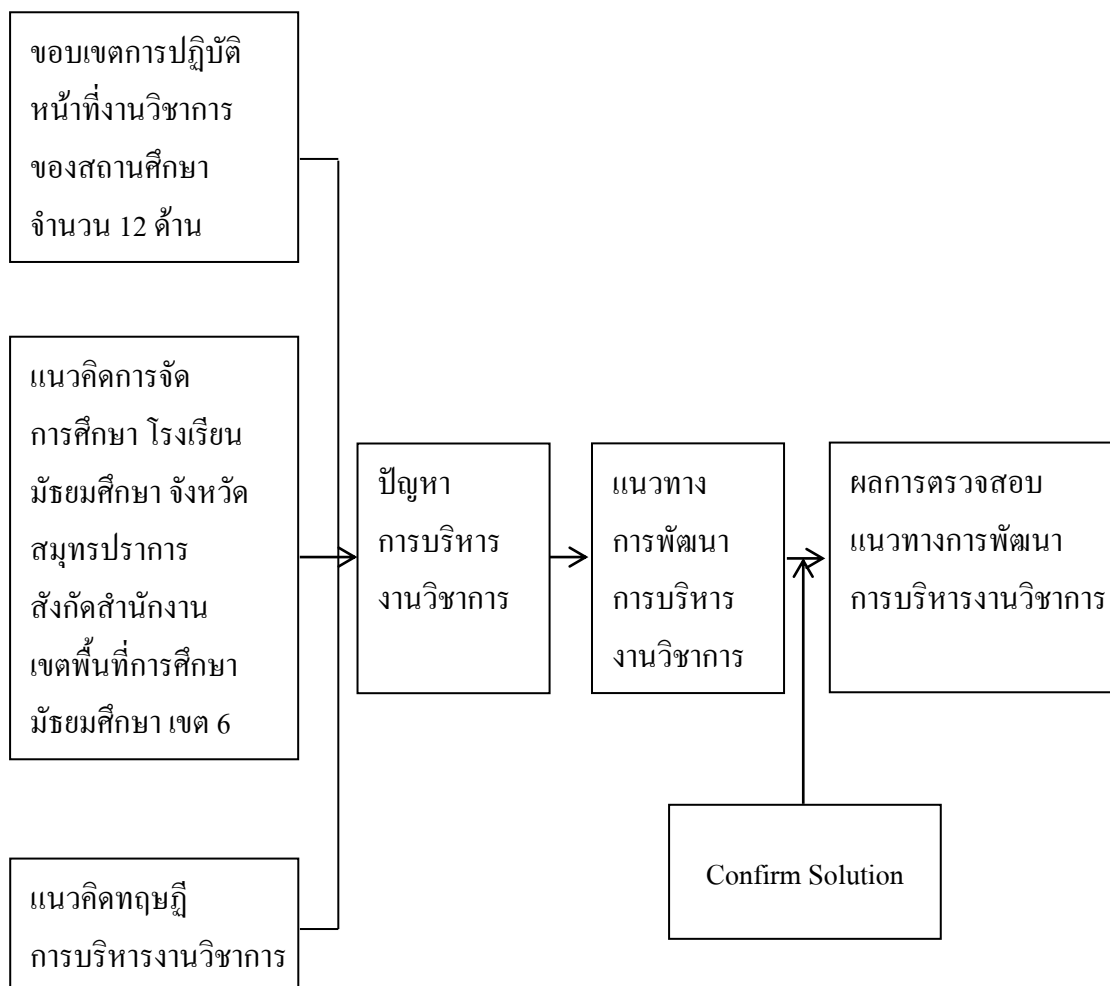 ขอบเขตการปฏิบัติ
หน้าที่งานวิชาการ
ของสถานศึกษา
จำนวน 12 ด้าน
แนวคิดการจัด
การศึกษา โรงเรียน
มัธยมศึกษา จังหวัด
สมุทรปราการ
สังกัดสำนักงาน
เขตพื้นที่การศึกษา
มัธยมศึกษา เขต 6
แนวคิดทฤษฎี
การบริหารงานวิชาการ
ปัญหา
การบริหาร
งานวิชาการ
แนวทาง
การพัฒนา
การบริหาร
งานวิชาการ
ผลการตรวจสอบ
แนวทางการพัฒนา
การบริหารงานวิชาการ
Confirm Solution